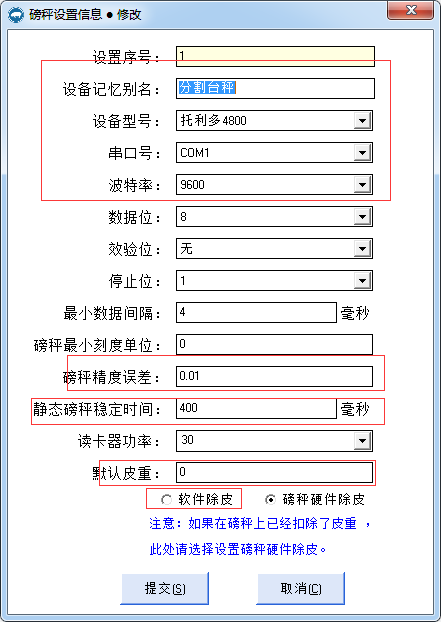 磅秤设置信息 ● 修改
设置序号： 1
设备记忆别名： 分割台秤
设备型号： 托利多4800
串口号： COM1
波特率： 9600
数据位： 8
效验位： 无
停止位： 1
最小数据间隔： 4 毫秒
磅秤最小刻度单位： 0
磅秤精度误差： 0.01
静态磅秤稳定时间： 400 毫秒
读卡器功率： 30
默认皮重： 0
软件除皮 磅秤硬件除皮
注意：如果在磅秤上已经扣除了皮重 ，
此处请选择设置磅秤硬件除皮。
提交(S) 取消(C)